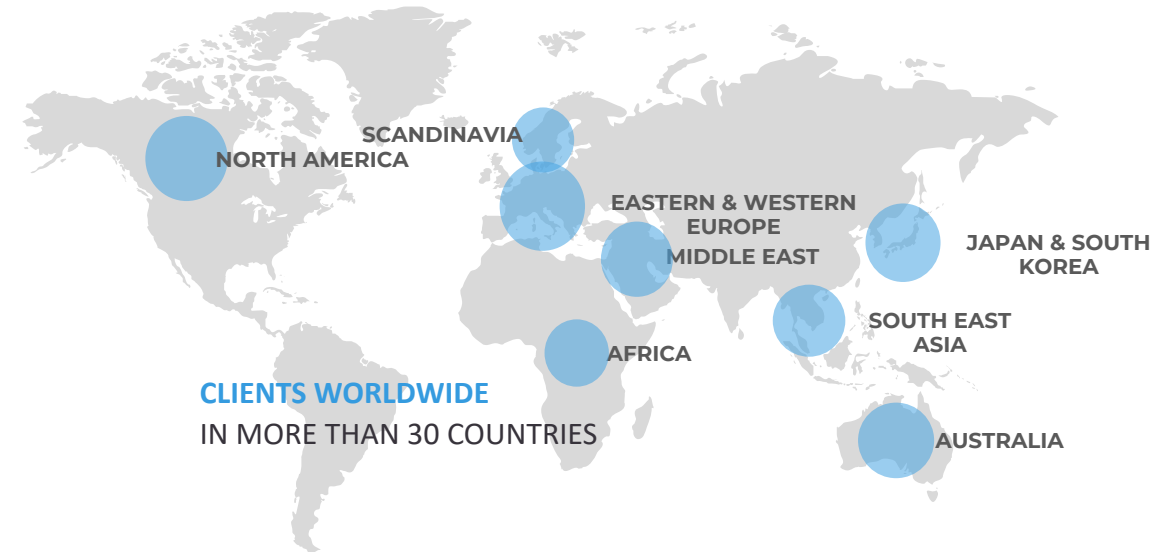 SCANDINAVIA
NORTH AMERICA
EASTERN & WESTERN
EUROPE
MIDDLE EAST
JAPAN & SOUTH
KOREA
SOUTH EAST
ASIA
AFRICA
CLIENTS WORLDWIDE
IN MORE THAN 30 COUNTRIES
AUSTRALIA